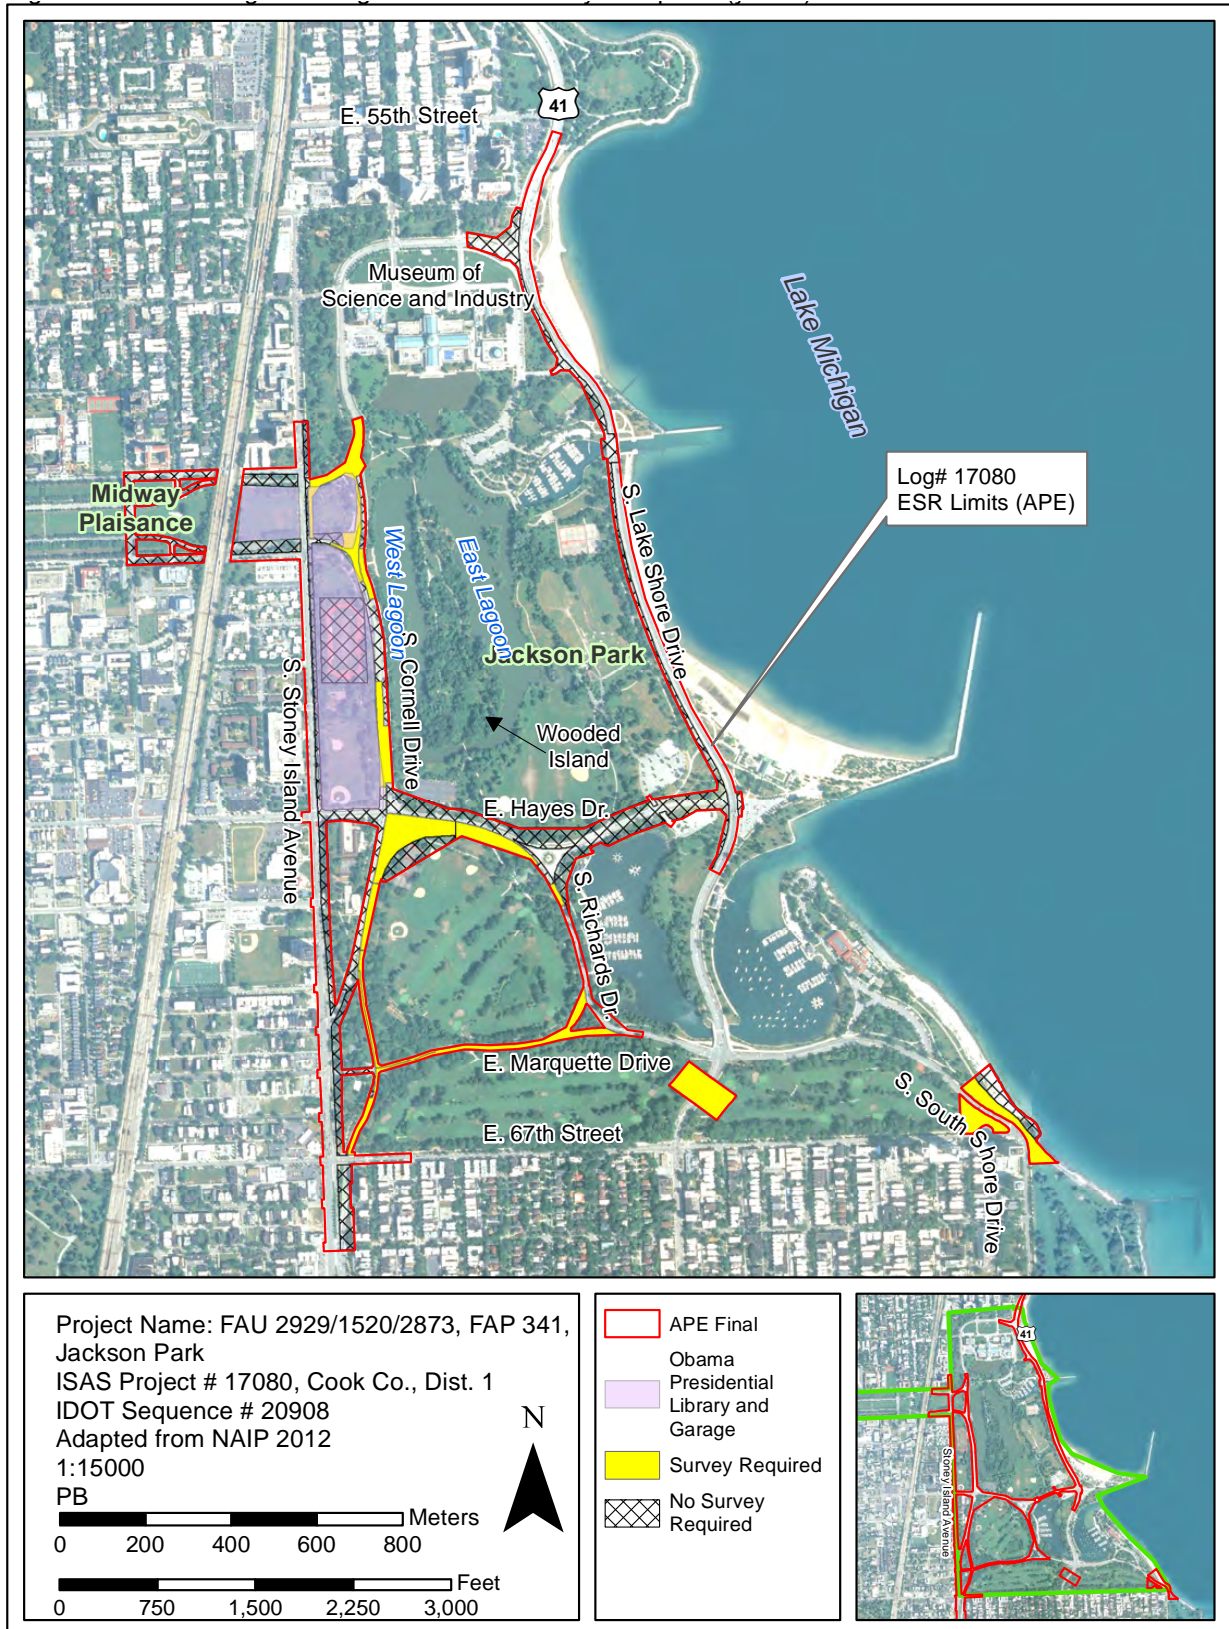 41
E. 55th Street
Museum of
Science and Industry
Lake Michigan
Log# 17080
ESR Limits (APE)
Midway
Plaisance
S. Lake Shore Drive
West Lagoon
East Lagoon
Jackson Park
S. Cornell Drive
S. Stoney Island Avenue
Wooded
Island
E. Hayes Dr.
S. Richards Dr.
E. Marquette Drive
E. 67th Street
S. South Shore Drive
Project Name: FAU 2929/1520/2873, FAP 341,
Jackson Park
ISAS Project # 17080, Cook Co., Dist. 1
IDOT Sequence # 20908
Adapted from NAIP 2012
1:15000
PB
N
Meters
0 200 400 600 800
Feet
0 750 1,500 2,250 3,000
APE Final
Obama
Presidential
Library and
Garage
Survey Required
No Survey
Required
41
Stoney Island Avenue